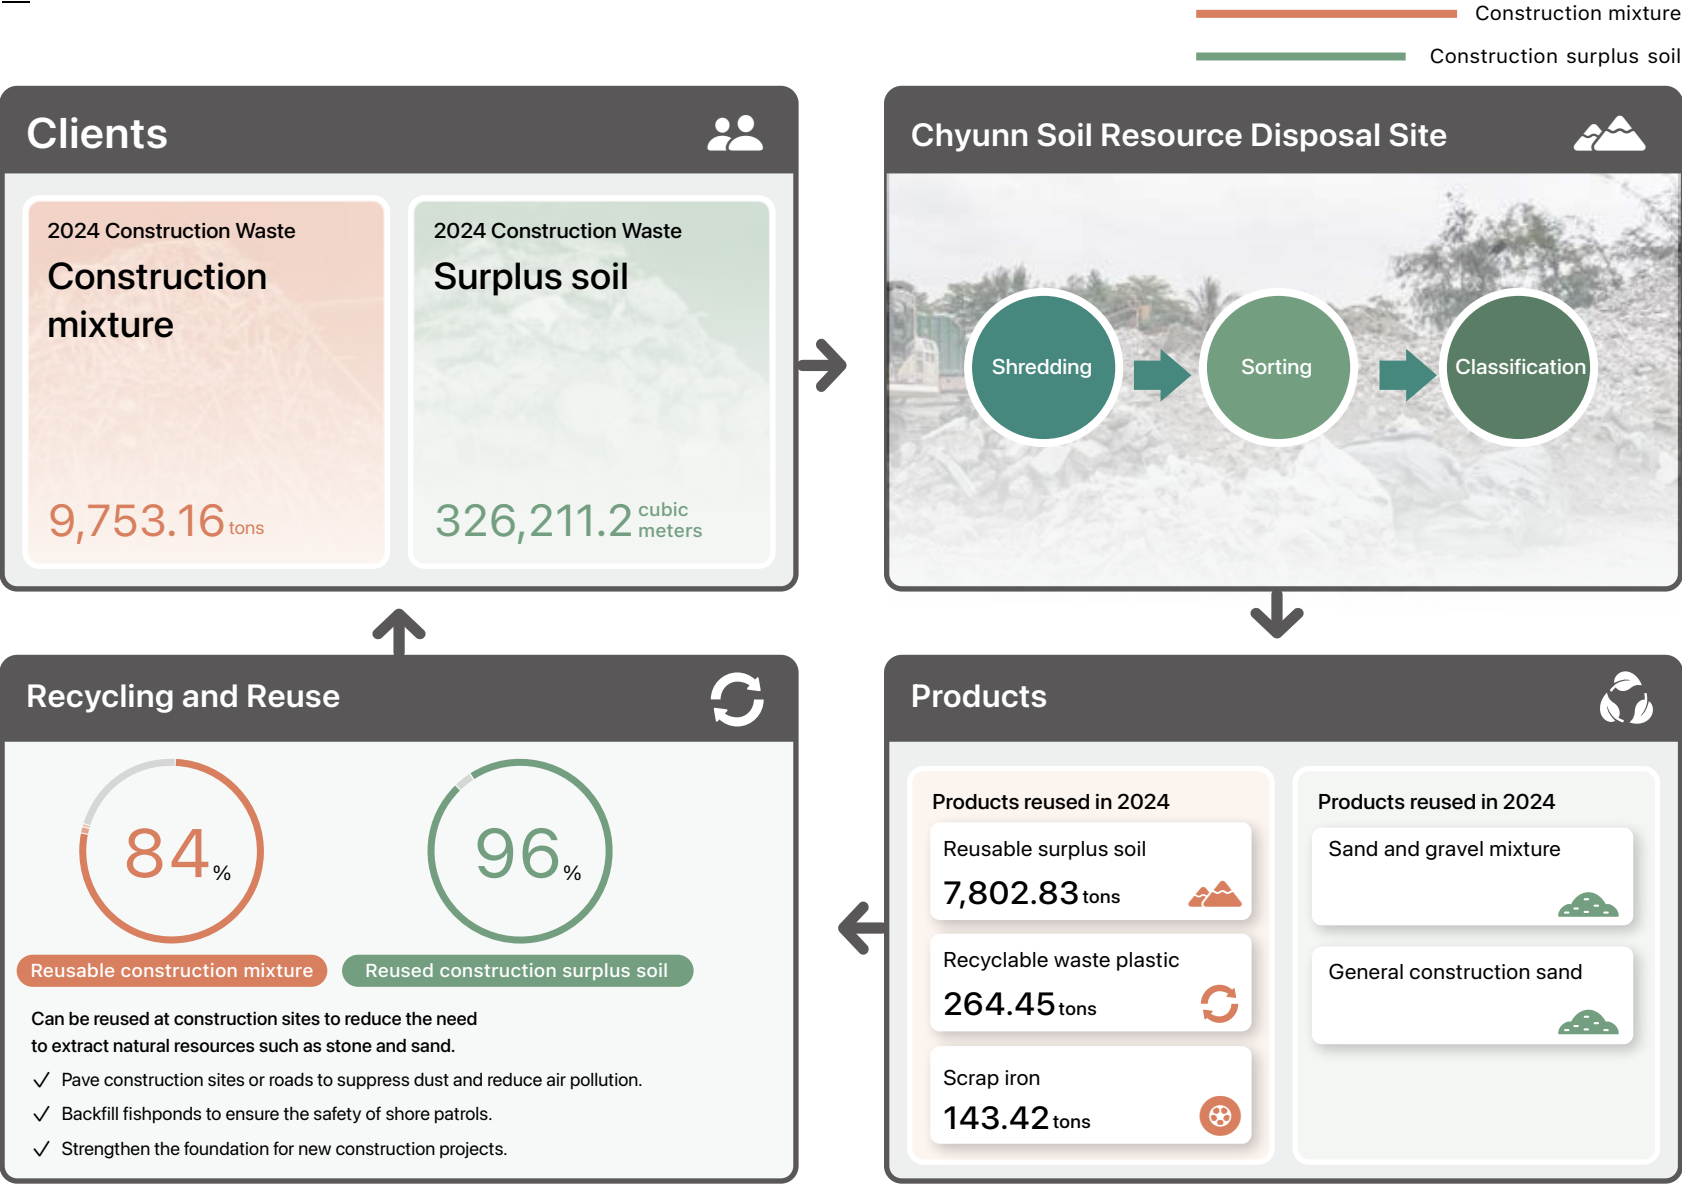 Construction mixture
Construction surplus soil
Clients
2024 Construction Waste
Construction
mixture
9,753.16 tons
2024 Construction Waste
Surplus soil
326,211.2 cubic
meters
Chyunn Soil Resource Disposal Site
Shredding
Sorting
Classification
Recycling and Reuse
84%
Reusable construction mixture
96%
Reused construction surplus soil
Can be reused at construction sites to reduce the need
to extract natural resources such as stone and sand.
✓ Pave construction sites or roads to suppress dust and reduce air pollution.
✓ Backfill fishponds to ensure the safety of shore patrols.
✓ Strengthen the foundation for new construction projects.
Products
Products reused in 2024
Reusable surplus soil
7,802.83 tons
Recyclable waste plastic
264.45 tons
Scrap iron
143.42 tons
Products reused in 2024
Sand and gravel mixture
General construction sand